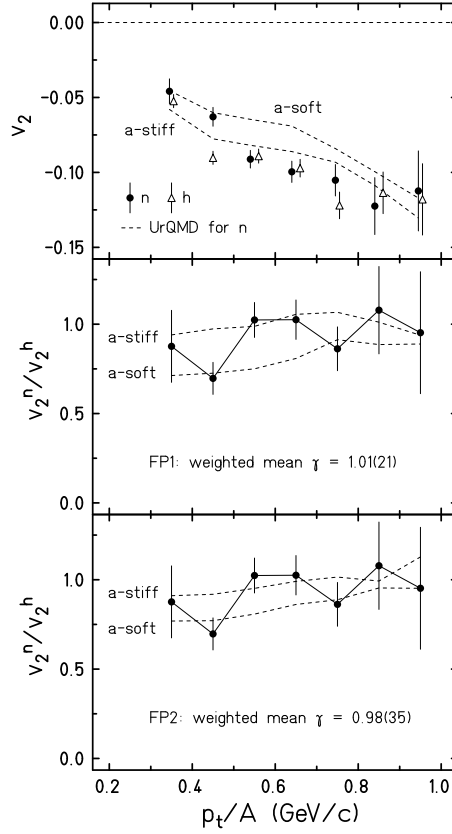 0.00
-0.05
-0.10
-0.15
v₂
a-soft
a-stiff
n h
UrQMD for n
1.0
0.5
0.0
v₂ⁿ/v₂ʰ
a-stiff
a-soft
FP1: weighted mean γ = 1.01(21)
1.0
0.5
0.0
v₂ⁿ/v₂ʰ
a-stiff
a-soft
FP2: weighted mean γ = 0.98(35)
0.2 0.4 0.6 0.8 1.0
pₜ/A (GeV/c)